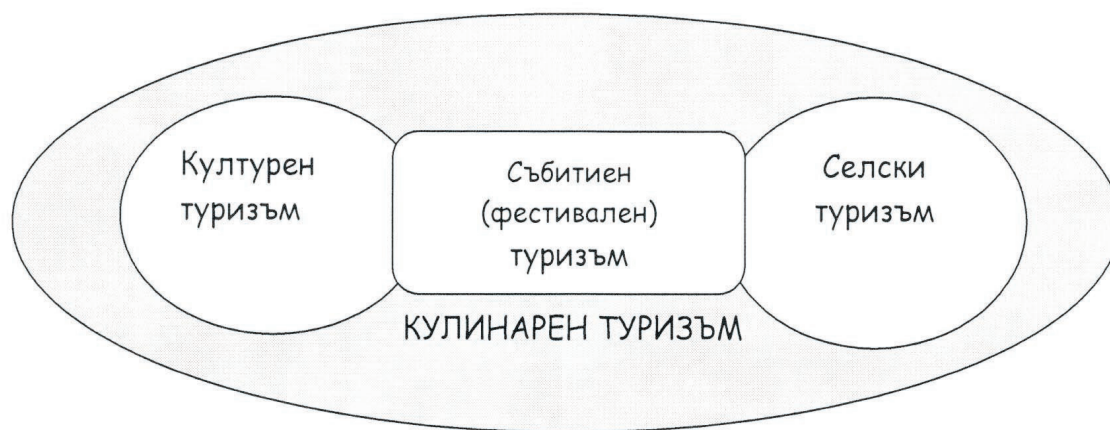 Културен
туризъм
Събитиен
(фестивален)
туризъм
Селски
туризъм
КУЛИНАРЕН ТУРИЗЪМ